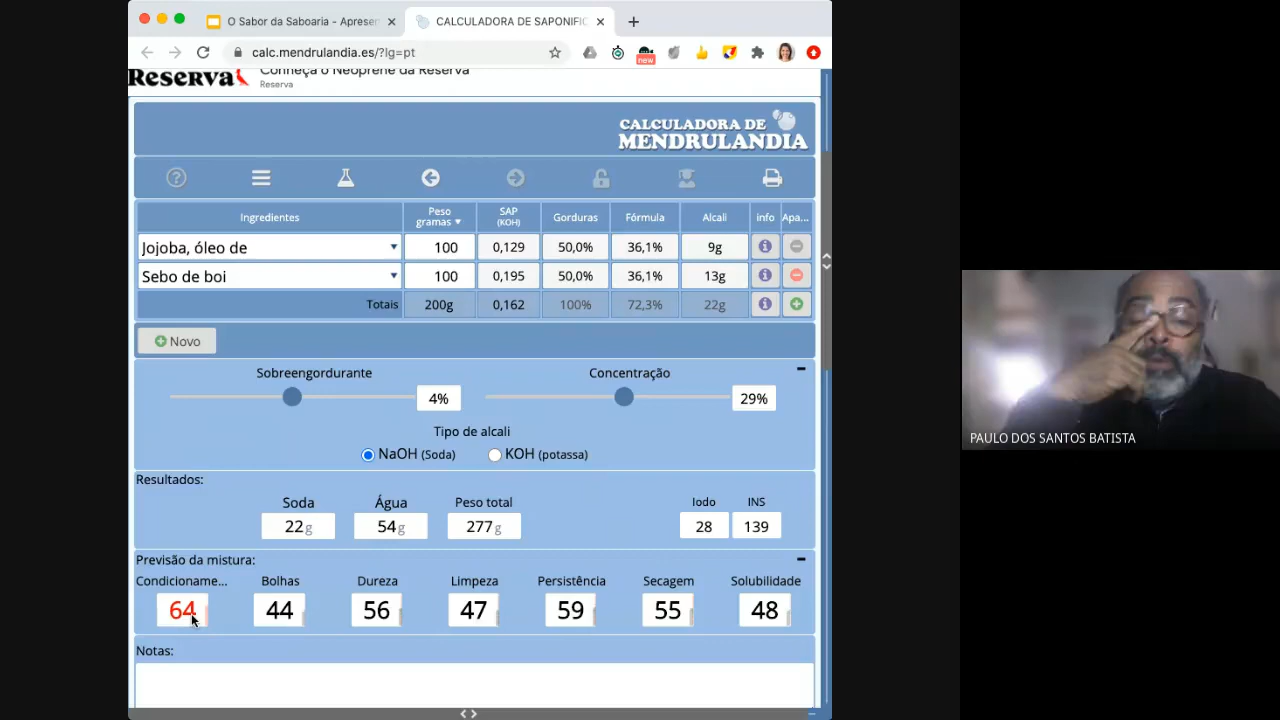 O Sabor da Saboaria - Apresen
CALCULADORA DE SAPONIFIC
calc.mendrulandia.es/?lg=pt
new
Reserva
Conheça o Neoprene da Reserva
Reserva
CALCULADORA DE
MENDRULANDIA
Ingredientes
Peso
gramas
SAP
(KOH)
Gorduras
Fórmula
Alcali
info
Apa...
Jojoba, óleo de
100
0,129
50,0%
36,1%
9g
Sebo de boi
100
0,195
50,0%
36,1%
13g
Totais
200g
0,162
100%
72,3%
22g
Novo
Sobreengordurante
Concentração
4%
29%
Tipo de alcali
NaOH (Soda)
KOH (potassa)
Resultados:
Soda
Água
Peso total
Iodo
INS
22g
54g
277g
28
139
Previsão da mistura:
Condicioname...
Bolhas
Dureza
Limpeza
Persistência
Secagem
Solubilidade
64
44
56
47
59
55
48
Notas:
PAULO DOS SANTOS BATISTA